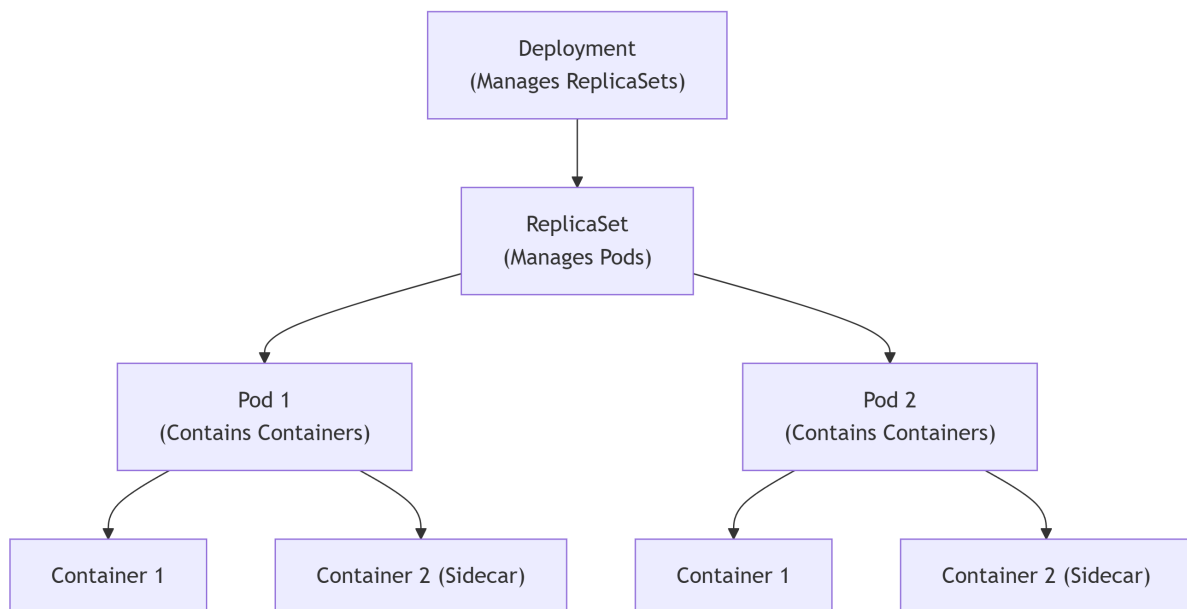 Deployment
(Manages ReplicaSets)
ReplicaSet
(Manages Pods)
Pod 1
(Contains Containers)
Pod 2
(Contains Containers)
Container 1
Container 2 (Sidecar)
Container 1
Container 2 (Sidecar)